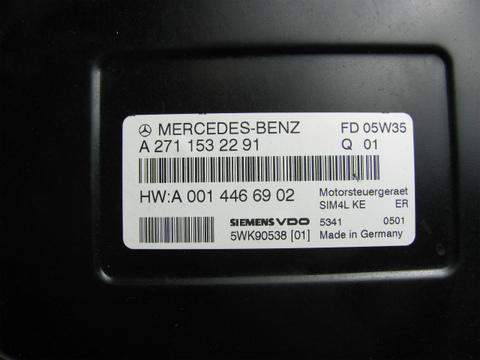 MERCEDES-BENZ FD 05W35
A 271 153 22 91 Q 01
HW:A 001 446 69 02 Motorsteuergeraet
SIM4L KE ER
SIEMENS VDO 5341 0501
5WK90538 [01] Made in Germany